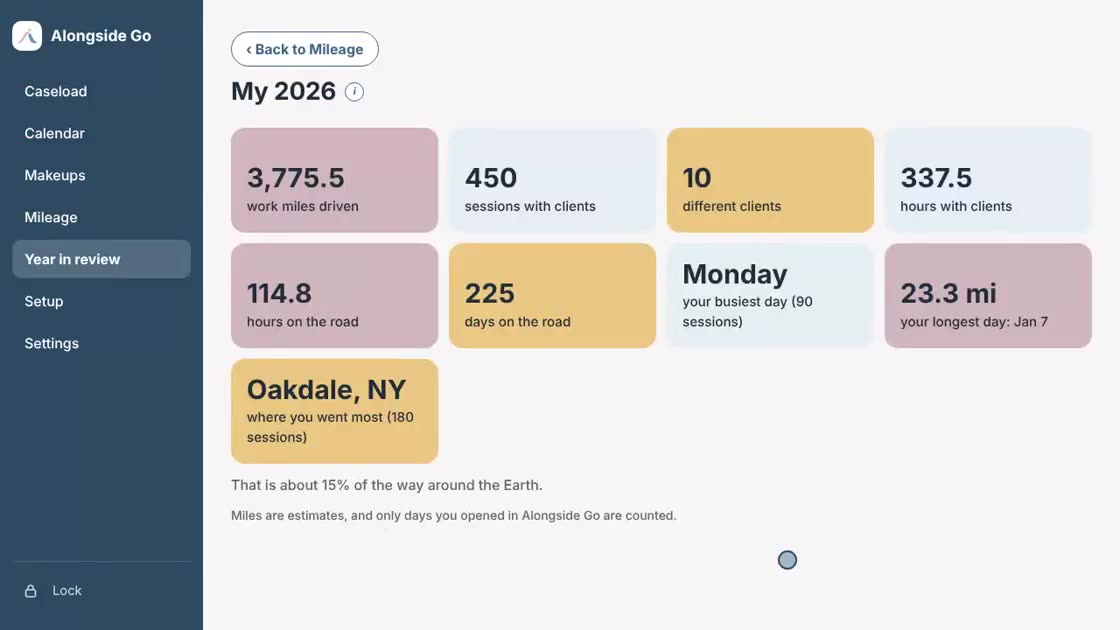 Alongside Go
Caseload
Calendar
Makeups
Mileage
Year in review
Setup
Settings
Lock
‹ Back to Mileage
My 2026 i
3,775.5
work miles driven
450
sessions with clients
10
different clients
337.5
hours with clients
114.8
hours on the road
225
days on the road
Monday
your busiest day (90
sessions)
23.3 mi
your longest day: Jan 7
Oakdale, NY
where you went most (180
sessions)
That is about 15% of the way around the Earth.
Miles are estimates, and only days you opened in Alongside Go are counted.